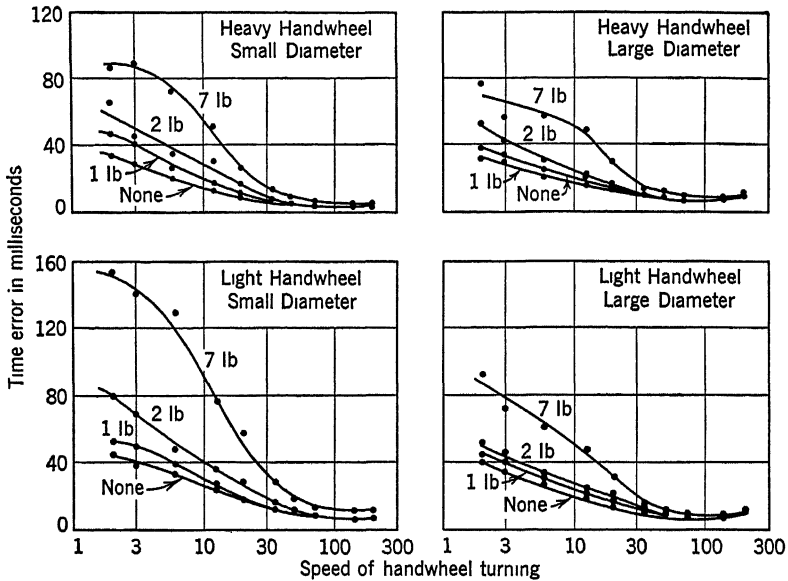 120
80
40
0
Heavy Handwheel
Small Diameter
7 lb
2 lb
1 lb
None
Heavy Handwheel
Large Diameter
7 lb
2 lb
1 lb
None
Time error in milliseconds
160
120
80
40
0
Light Handwheel
Small Diameter
7 lb
2 lb
1 lb
None
Light Handwheel
Large Diameter
7 lb
2 lb
1 lb
None
1 3 10 30 100 300 1 3 10 30 100 300
Speed of handwheel turning